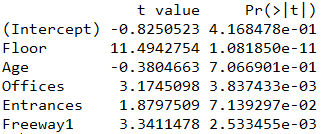 t value Pr(>|t|)
(Intercept) -0.8250523 4.168478e-01
Floor 11.4942754 1.081850e-11
Age -0.3804663 7.066901e-01
Offices 3.1745098 3.837433e-03
Entrances 1.8797509 7.139297e-02
Freeway1 3.3411478 2.533455e-03